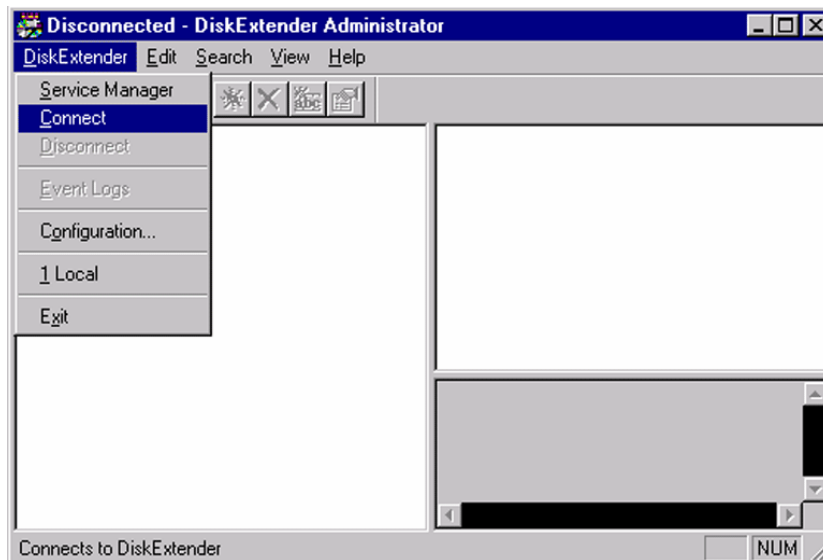 Disconnected - DiskExtender Administrator
DiskExtender Edit Search View Help
Service Manager
Connect
Disconnect
Event Logs
Configuration...
1 Local
Exit
abc
Connects to DiskExtender
NUM